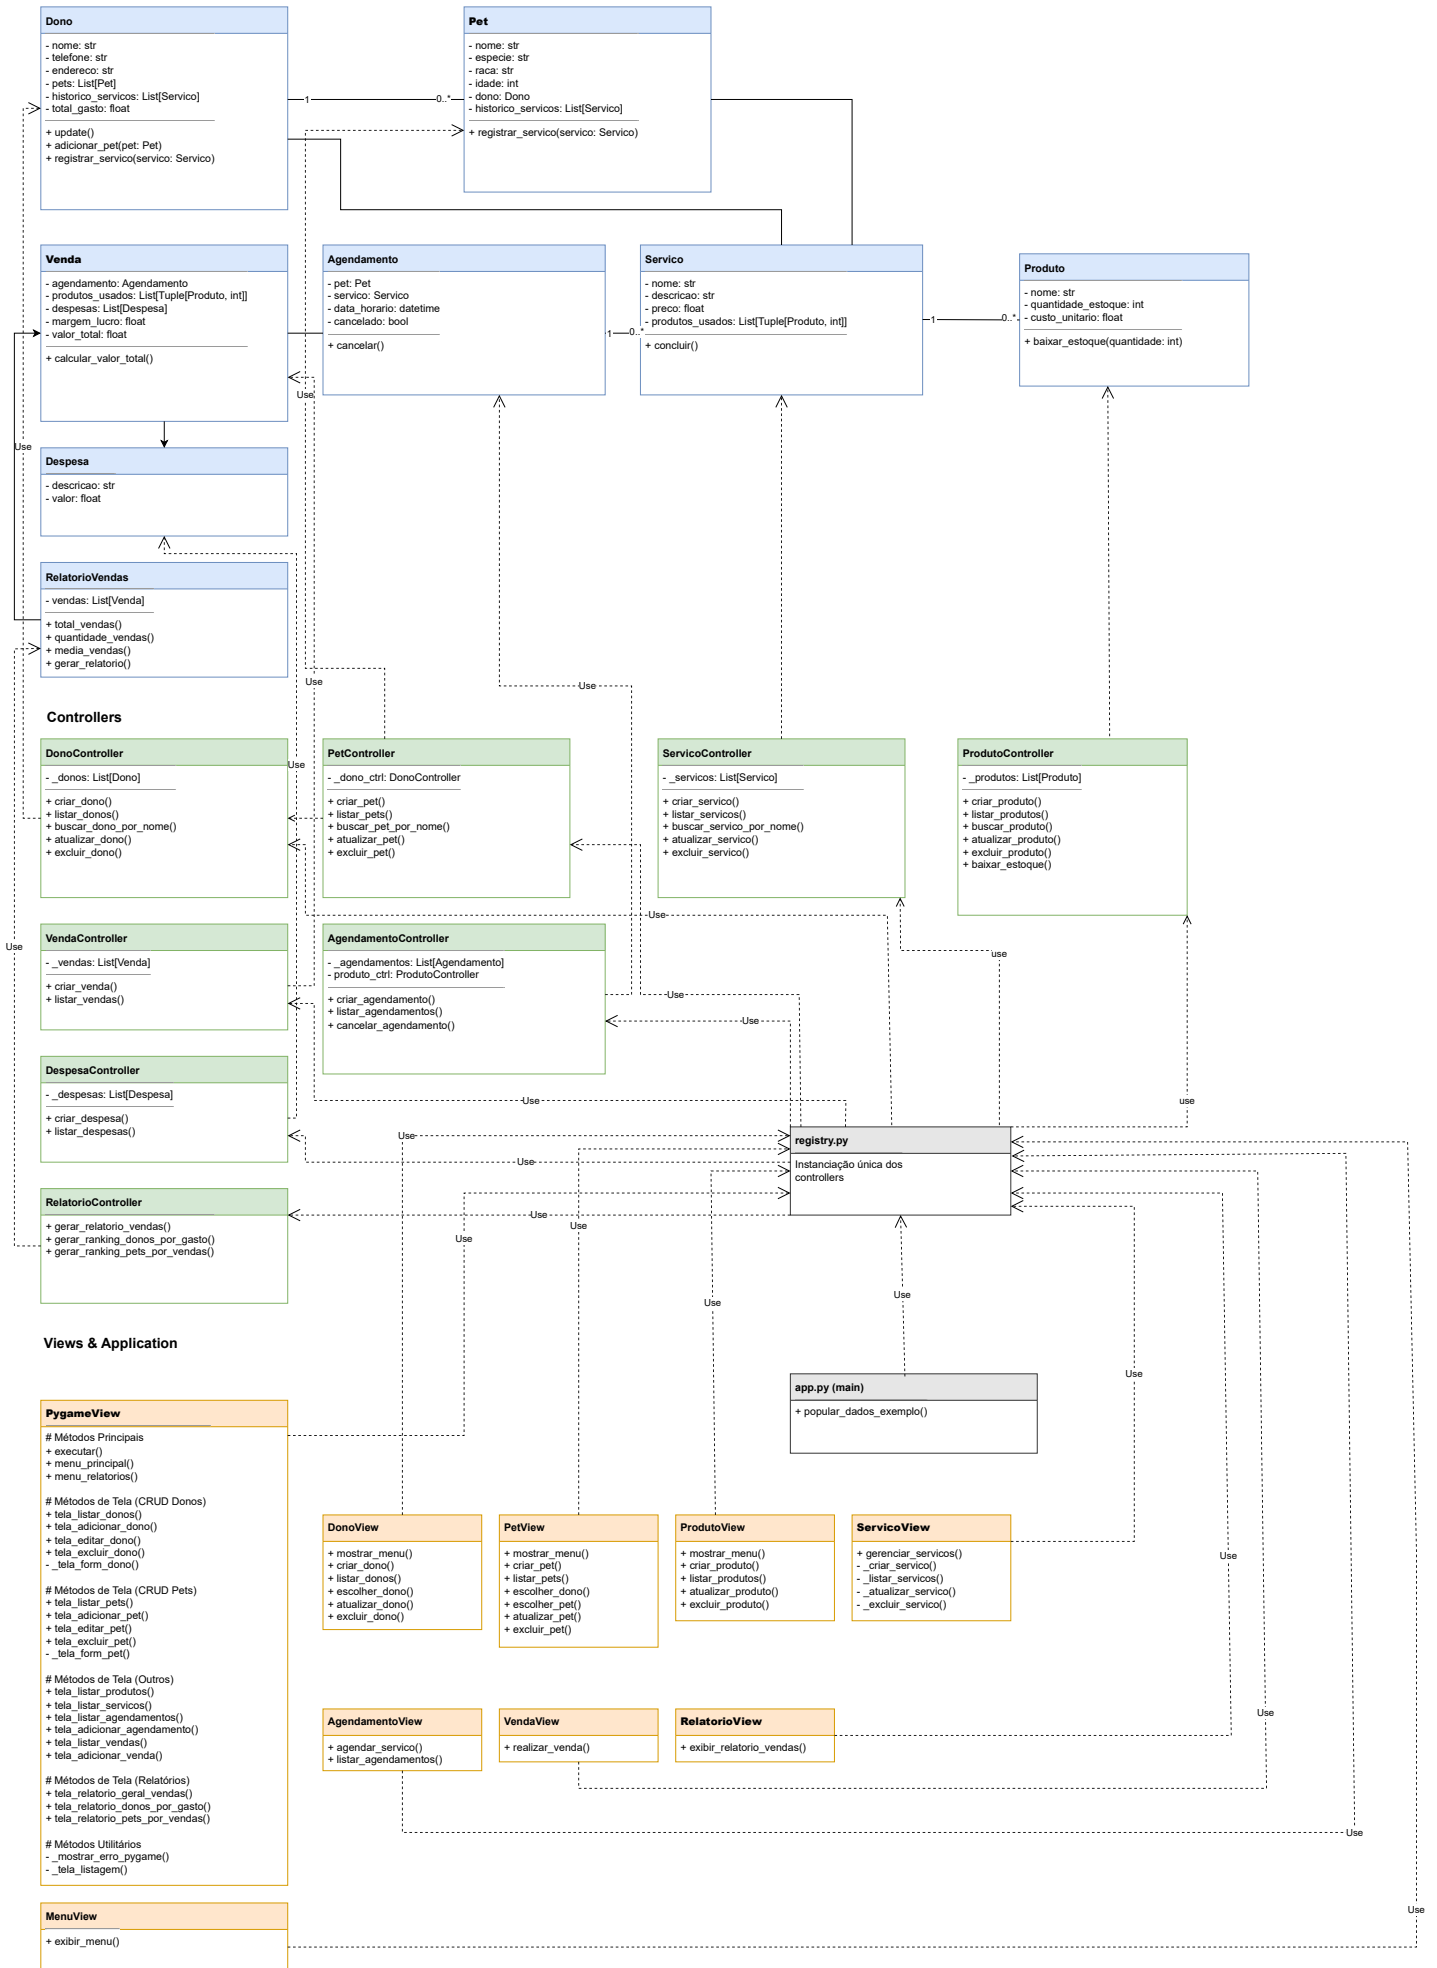 Dono
- nome: str
- telefone: str
- endereco: str
- pets: List[Pet]
- historico_servicos: List[Servico]
- total_gasto: float
+ update()
+ adicionar_pet(pet: Pet)
+ registrar_servico(servico: Servico)
1
0..*
Pet
- nome: str
- especie: str
- raca: str
- idade: int
- dono: Dono
- historico_servicos: List[Servico]
+ registrar_servico(servico: Servico)
Venda
- agendamento: Agendamento
- produtos_usados: List[Tuple[Produto, int]]
- despesas: List[Despesa]
- margem_lucro: float
- valor_total: float
+ calcular_valor_total()
Agendamento
- pet: Pet
- servico: Servico
- data_horario: datetime
- cancelado: bool
+ cancelar()
1
0..*
Servico
- nome: str
- descricao: str
- preco: float
- produtos_usados: List[Tuple[Produto, int]]
+ concluir()
1
0..*
Produto
- nome: str
- quantidade_estoque: int
- custo_unitario: float
+ baixar_estoque(quantidade: int)
Use
Use
Despesa
- descricao: str
- valor: float
RelatorioVendas
- vendas: List[Venda]
+ total_vendas()
+ quantidade_vendas()
+ media_vendas()
+ gerar_relatorio()
Use
Use
Controllers
DonoController
- _donos: List[Dono]
+ criar_dono()
+ listar_donos()
+ buscar_dono_por_nome()
+ atualizar_dono()
+ excluir_dono()
Use
PetController
- _dono_ctrl: DonoController
+ criar_pet()
+ listar_pets()
+ buscar_pet_por_nome()
+ atualizar_pet()
+ excluir_pet()
ServicoController
- _servicos: List[Servico]
+ criar_servico()
+ listar_servicos()
+ buscar_servico_por_nome()
+ atualizar_servico()
+ excluir_servico()
ProdutoController
- _produtos: List[Produto]
+ criar_produto()
+ listar_produtos()
+ buscar_produto()
+ atualizar_produto()
+ excluir_produto()
+ baixar_estoque()
Use
Use
use
VendaController
- _vendas: List[Venda]
+ criar_venda()
+ listar_vendas()
AgendamentoController
- _agendamentos: List[Agendamento]
- produto_ctrl: ProdutoController
+ criar_agendamento()
+ listar_agendamentos()
+ cancelar_agendamento()
Use
Use
DespesaController
- _despesas: List[Despesa]
+ criar_despesa()
+ listar_despesas()
Use
use
Use
Use
registry.py
Instanciação única dos
controllers
RelatorioController
+ gerar_relatorio_vendas()
+ gerar_ranking_donos_por_gasto()
+ gerar_ranking_pets_por_vendas()
Use
Use
Use
Use
Use
Views & Application
app.py (main)
+ popular_dados_exemplo()
Use
PygameView
# Métodos Principais
+ executar()
+ menu_principal()
+ menu_relatorios()
# Métodos de Tela (CRUD Donos)
+ tela_listar_donos()
+ tela_adicionar_dono()
+ tela_editar_dono()
+ tela_excluir_dono()
- _tela_form_dono()
# Métodos de Tela (CRUD Pets)
+ tela_listar_pets()
+ tela_adicionar_pet()
+ tela_editar_pet()
+ tela_excluir_pet()
- _tela_form_pet()
# Métodos de Tela (Outros)
+ tela_listar_produtos()
+ tela_listar_servicos()
+ tela_listar_agendamentos()
+ tela_adicionar_agendamento()
+ tela_listar_vendas()
+ tela_adicionar_venda()
# Métodos de Tela (Relatórios)
+ tela_relatorio_geral_vendas()
+ tela_relatorio_donos_por_gasto()
+ tela_relatorio_pets_por_vendas()
# Métodos Utilitários
- _mostrar_erro_pygame()
- _tela_listagem()
DonoView
+ mostrar_menu()
+ criar_dono()
+ listar_donos()
+ escolher_dono()
+ atualizar_dono()
+ excluir_dono()
PetView
+ mostrar_menu()
+ criar_pet()
+ listar_pets()
+ escolher_dono()
+ escolher_pet()
+ atualizar_pet()
+ excluir_pet()
ProdutoView
+ mostrar_menu()
+ criar_produto()
+ listar_produtos()
+ atualizar_produto()
+ excluir_produto()
ServicoView
+ gerenciar_servicos()
- _criar_servico()
- _listar_servicos()
- _atualizar_servico()
- _excluir_servico()
Use
AgendamentoView
+ agendar_servico()
+ listar_agendamentos()
VendaView
+ realizar_venda()
RelatorioView
+ exibir_relatorio_vendas()
Use
Use
Use
MenuView
+ exibir_menu()